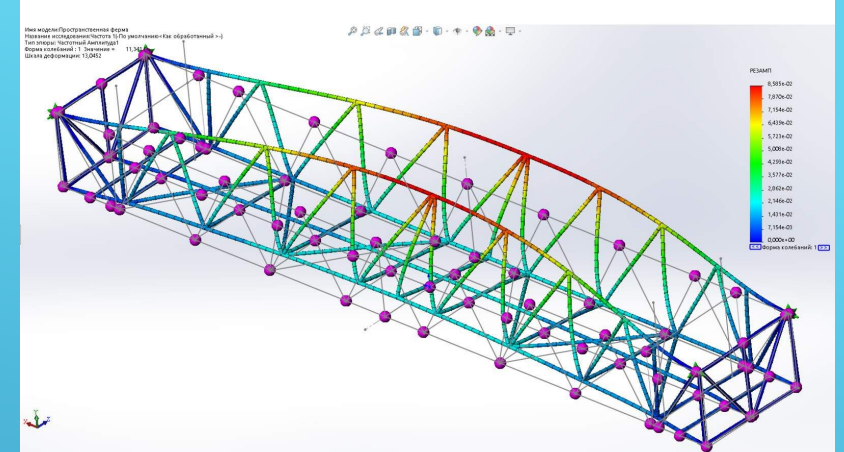 Имя модели:Пространственная ферма
Название исследования:Частота 1(-По умолчанию<Как обработанный >-)
Тип эпюры: Частотный Амплитуда1
Форма колебаний : 1 Значение =
Шкала деформации: 13,0452
РЕЗАМП
8,585e-02
7,870e-02
7,154e-02
6,439e-02
5,723e-02
5,008e-02
4,293e-02
3,577e-02
2,862e-02
2,146e-02
1,431e-02
7,154e-03
0,000e+00
Форма колебаний: 1
Y
X
Z